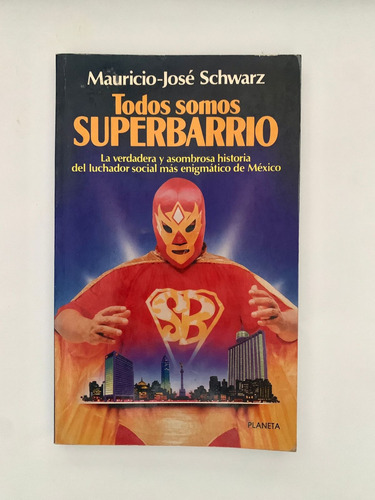 Mauricio-José Schwarz
Todos somos
SUPERBARRIO
La verdadera y asombrosa historia
del luchador social más enigmático de México
SB
PLANETA